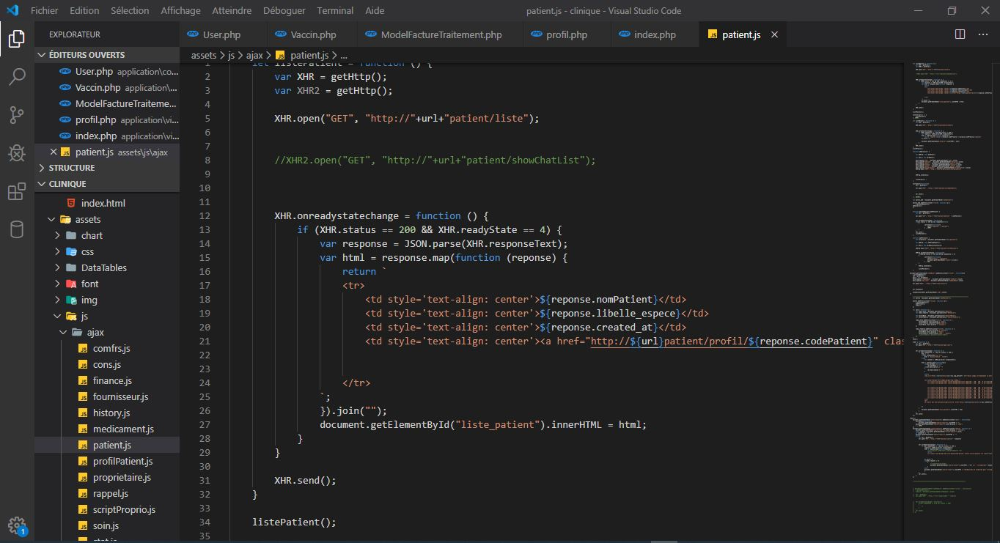 Fichier Edition Sélection Affichage Atteindre Déboguer Terminal Aide patient.js - clinique - Visual Studio Code
EXPLORATEUR
ÉDITEURS OUVERTS
User.php application\co...
Vaccin.php application\...
ModelFactureTraiteme...
profil.php application\vi...
index.php application\vi...
patient.js assets\js\ajax
STRUCTURE
CLINIQUE
index.html
assets
chart
css
DataTables
font
img
js
ajax
comfrs.js
cons.js
finance.js
fournisseur.js
history.js
medicament.js
patient.js
profilPatient.js
proprietaire.js
rappel.js
scriptProprio.js
soin.js
stat.js
1
User.php Vaccin.php ModelFactureTraitement.php profil.php index.php patient.js
assets > js > ajax > patient.js > ...
1 let listePatient = function () {
2 var XHR = getHttp();
3 var XHR2 = getHttp();
4
5 XHR.open("GET", "http://"+url+"patient/liste");
6
7
8 //XHR2.open("GET", "http://"+url+"patient/showChatList");
9
10
11
12 XHR.onreadystatechange = function () {
13 if (XHR.status == 200 && XHR.readyState == 4) {
14 var response = JSON.parse(XHR.responseText);
15 var html = response.map(function (reponse) {
16 return `
17 <tr>
18 <td style='text-align: center'>${reponse.nomPatient}</td>
19 <td style='text-align: center'>${reponse.libelle_espece}</td>
20 <td style='text-align: center'>${reponse.created_at}</td>
21 <td style='text-align: center'><a href="http://${url}patient/profil/${reponse.codePatient}" clas
22
23
24 </tr>
25 `;
26 }).join("");
27 document.getElementById("liste_patient").innerHTML = html;
28 }
29 }
30
31 XHR.send();
32 }
33
34 listePatient();
35